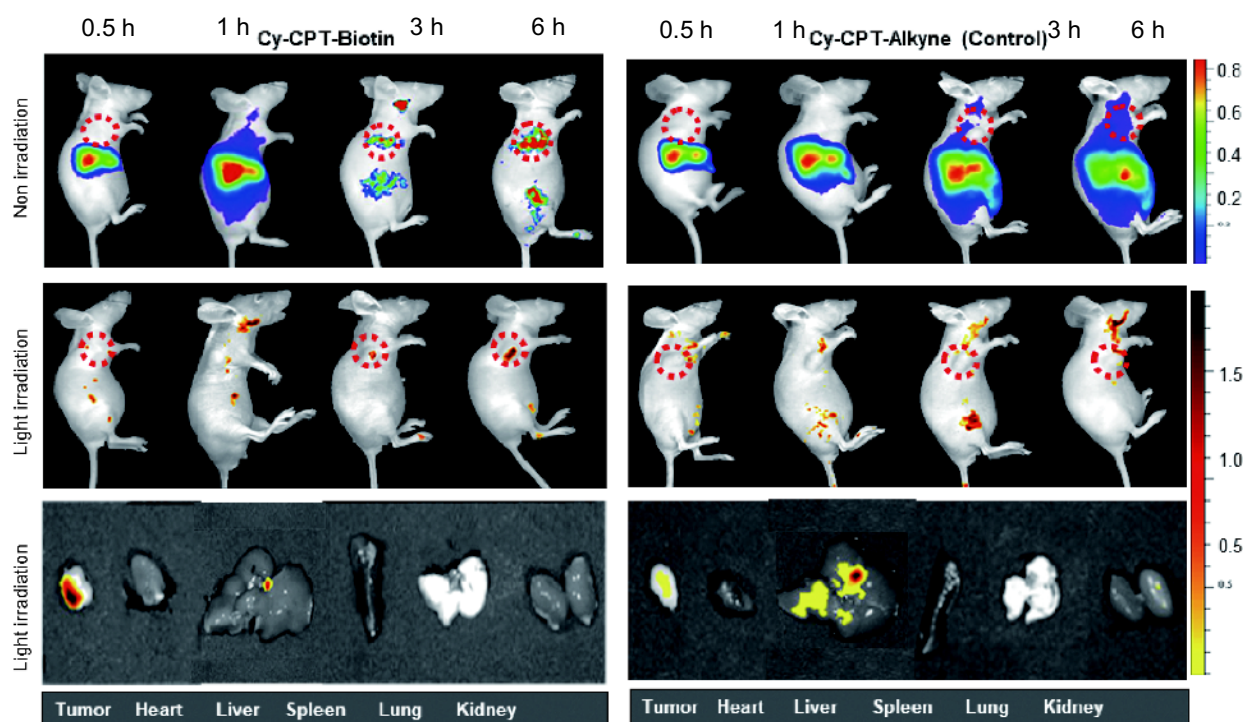 0.5 h 1 h 3 h 6 h 0.5 h 1 h 3 h 6 h
Cy-CPT-Biotin Cy-CPT-Alkyne (Control)
Non irradiation
0.8
0.6
0.4
0.2
Light irradiation
1.5
1.0
0.5
Light irradiation
Tumor Heart Liver Spleen Lung Kidney Tumor Heart Liver Spleen Lung Kidney